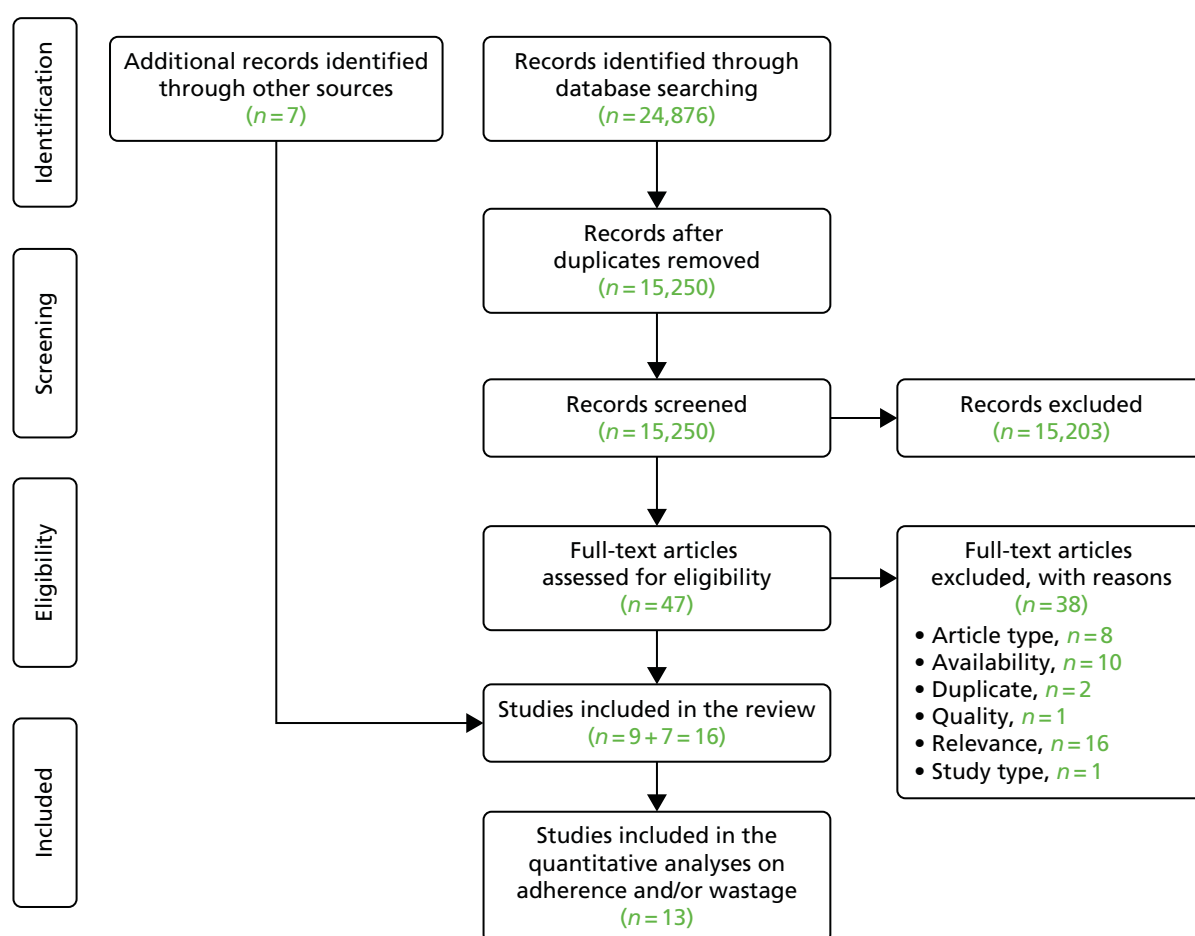 Identification
Additional records identified
through other sources
(n=7)
Records identified through
database searching
(n=24,876)
Screening
Records after
duplicates removed
(n=15,250)
Records screened
(n=15,250)
Records excluded
(n=15,203)
Eligibility
Full-text articles
assessed for eligibility
(n=47)
Full-text articles
excluded, with reasons
(n=38)
• Article type, n=8
• Availability, n=10
• Duplicate, n=2
• Quality, n=1
• Relevance, n=16
• Study type, n=1
Included
Studies included in the review
(n=9+7=16)
Studies included in the
quantitative analyses on
adherence and/or wastage
(n=13)